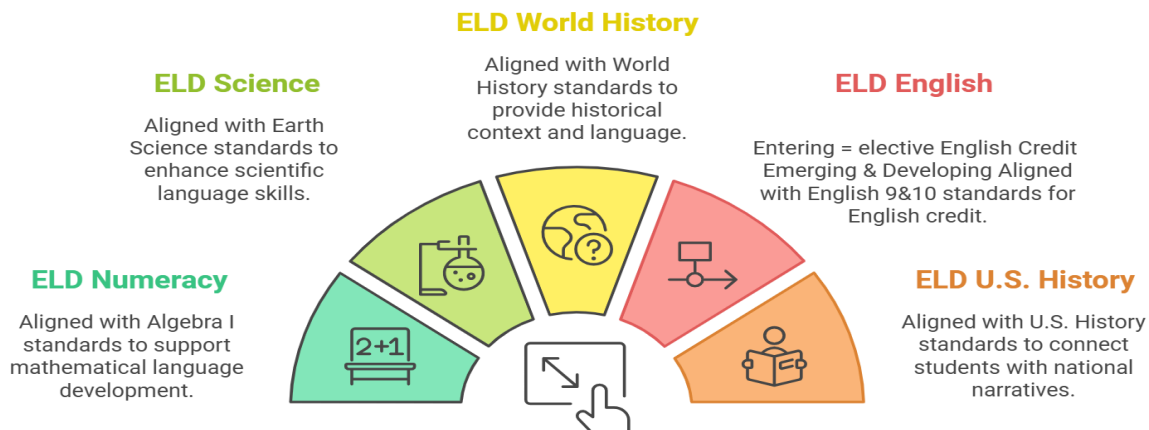 ELD World History
Aligned with World
History standards to
provide historical
context and language.
ELD Science
Aligned with Earth
Science standards to
enhance scientific
language skills.
ELD English
Entering = elective English Credit
Emerging & Developing Aligned
with English 9&10 standards for
English credit.
ELD Numeracy
Aligned with Algebra I
standards to support
mathematical language
development.
ELD U.S. History
Aligned with U.S. History
standards to connect
students with national
narratives.
2+1
?